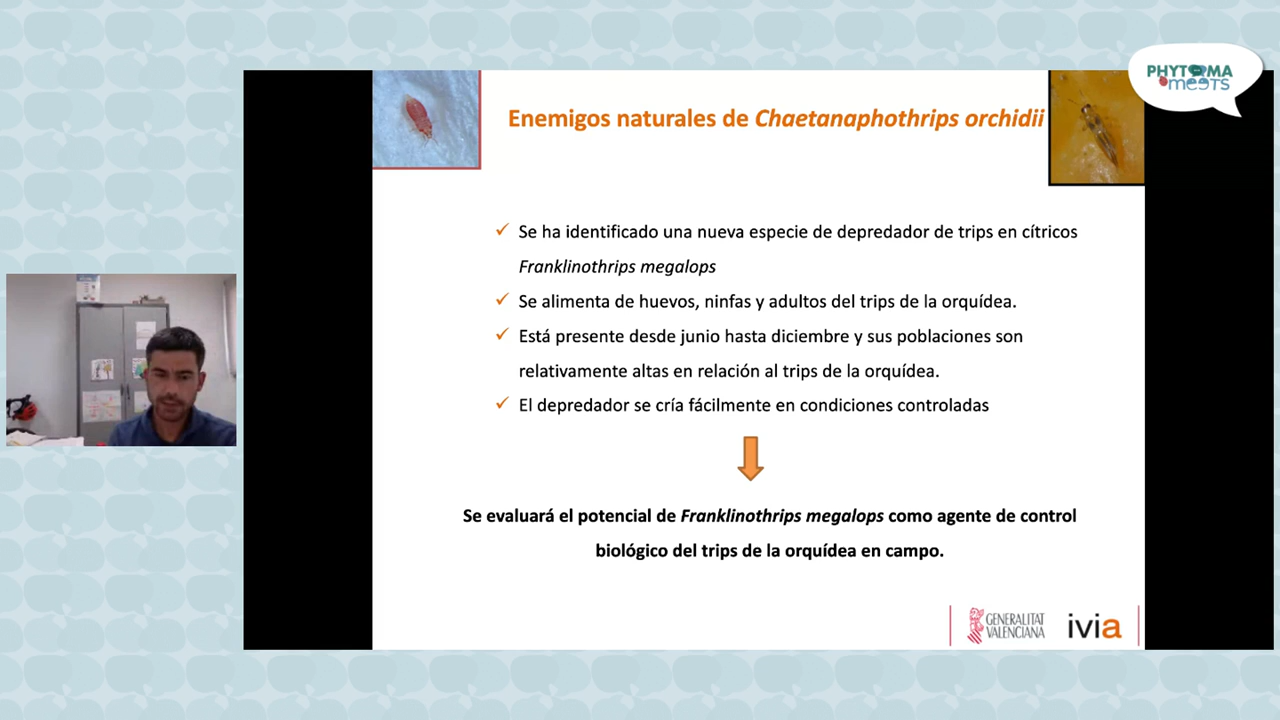 PHYTOMA
meets
Enemigos naturales de Chaetanaphothrips orchidii
✓ Se ha identificado una nueva especie de depredador de trips en cítricos
Franklinothrips megalops
✓ Se alimenta de huevos, ninfas y adultos del trips de la orquídea.
✓ Está presente desde junio hasta diciembre y sus poblaciones son
relativamente altas en relación al trips de la orquídea.
✓ El depredador se cría fácilmente en condiciones controladas
Se evaluará el potencial de Franklinothrips megalops como agente de control
biológico del trips de la orquídea en campo.
GENERALITAT
VALENCIANA
ivia